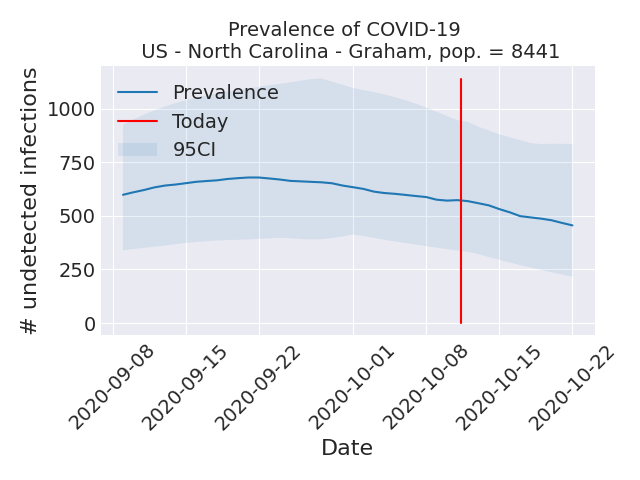 Prevalence of COVID-19
US - North Carolina - Graham, pop. = 8441
# undetected infections
1000
750
500
250
0
Prevalence
Today
95CI
2020-09-08
2020-09-15
2020-09-22
2020-10-01
2020-10-08
2020-10-15
2020-10-22
Date